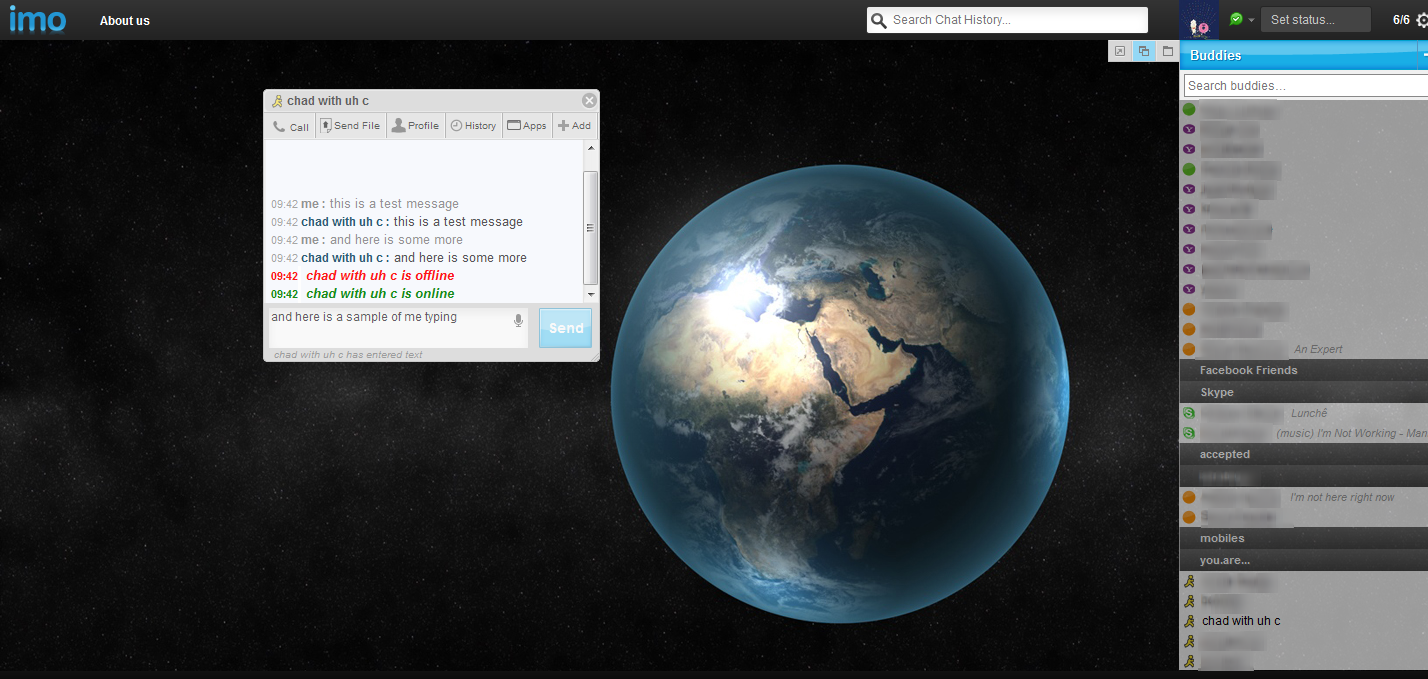 imo
About us
Search Chat History...
Set status...
6/6
Buddies
Search buddies...
chad with uh c
Call
Send File
Profile
History
Apps
Add
09:42 me : this is a test message
09:42 chad with uh c : this is a test message
09:42 me : and here is some more
09:42 chad with uh c : and here is some more
09:42 chad with uh c is offline
09:42 chad with uh c is online
and here is a sample of me typing
Send
chad with uh c has entered text
An Expert
Facebook Friends
Skype
Lunché
(music) I'm Not Working - Man
accepted
I'm not here right now
S
mobiles
you.are...
chad with uh c